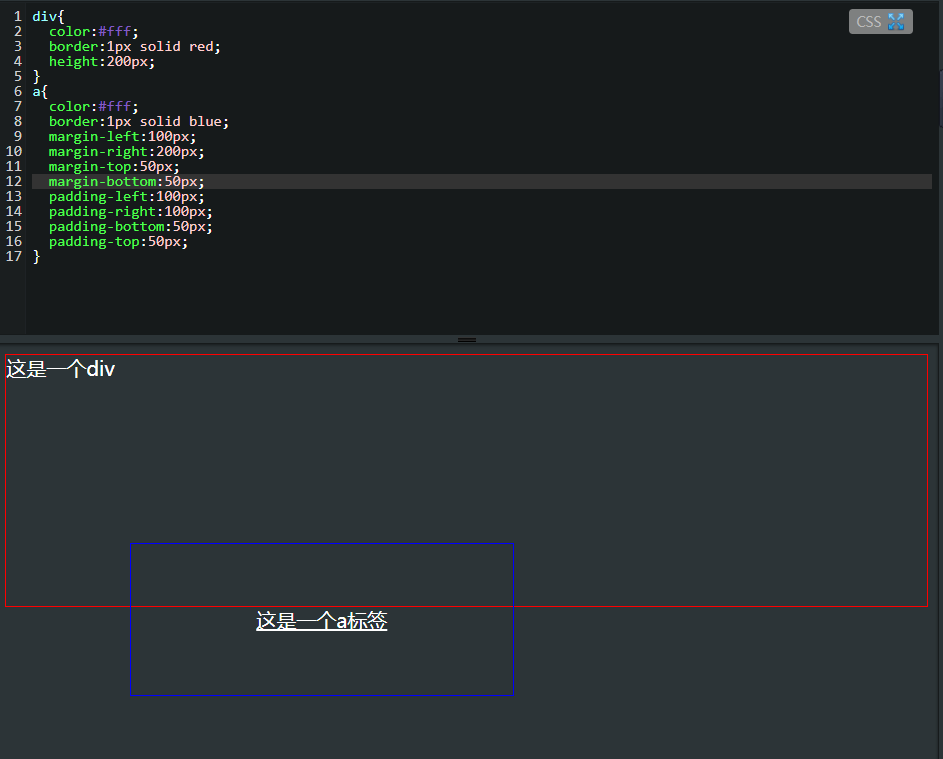 CSS
1 div{
2 color:#fff;
3 border:1px solid red;
4 height:200px;
5 }
6 a{
7 color:#fff;
8 border:1px solid blue;
9 margin-left:100px;
10 margin-right:200px;
11 margin-top:50px;
12 margin-bottom:50px;
13 padding-left:100px;
14 padding-right:100px;
15 padding-bottom:50px;
16 padding-top:50px;
17 }
这是一个div
这是一个a标签